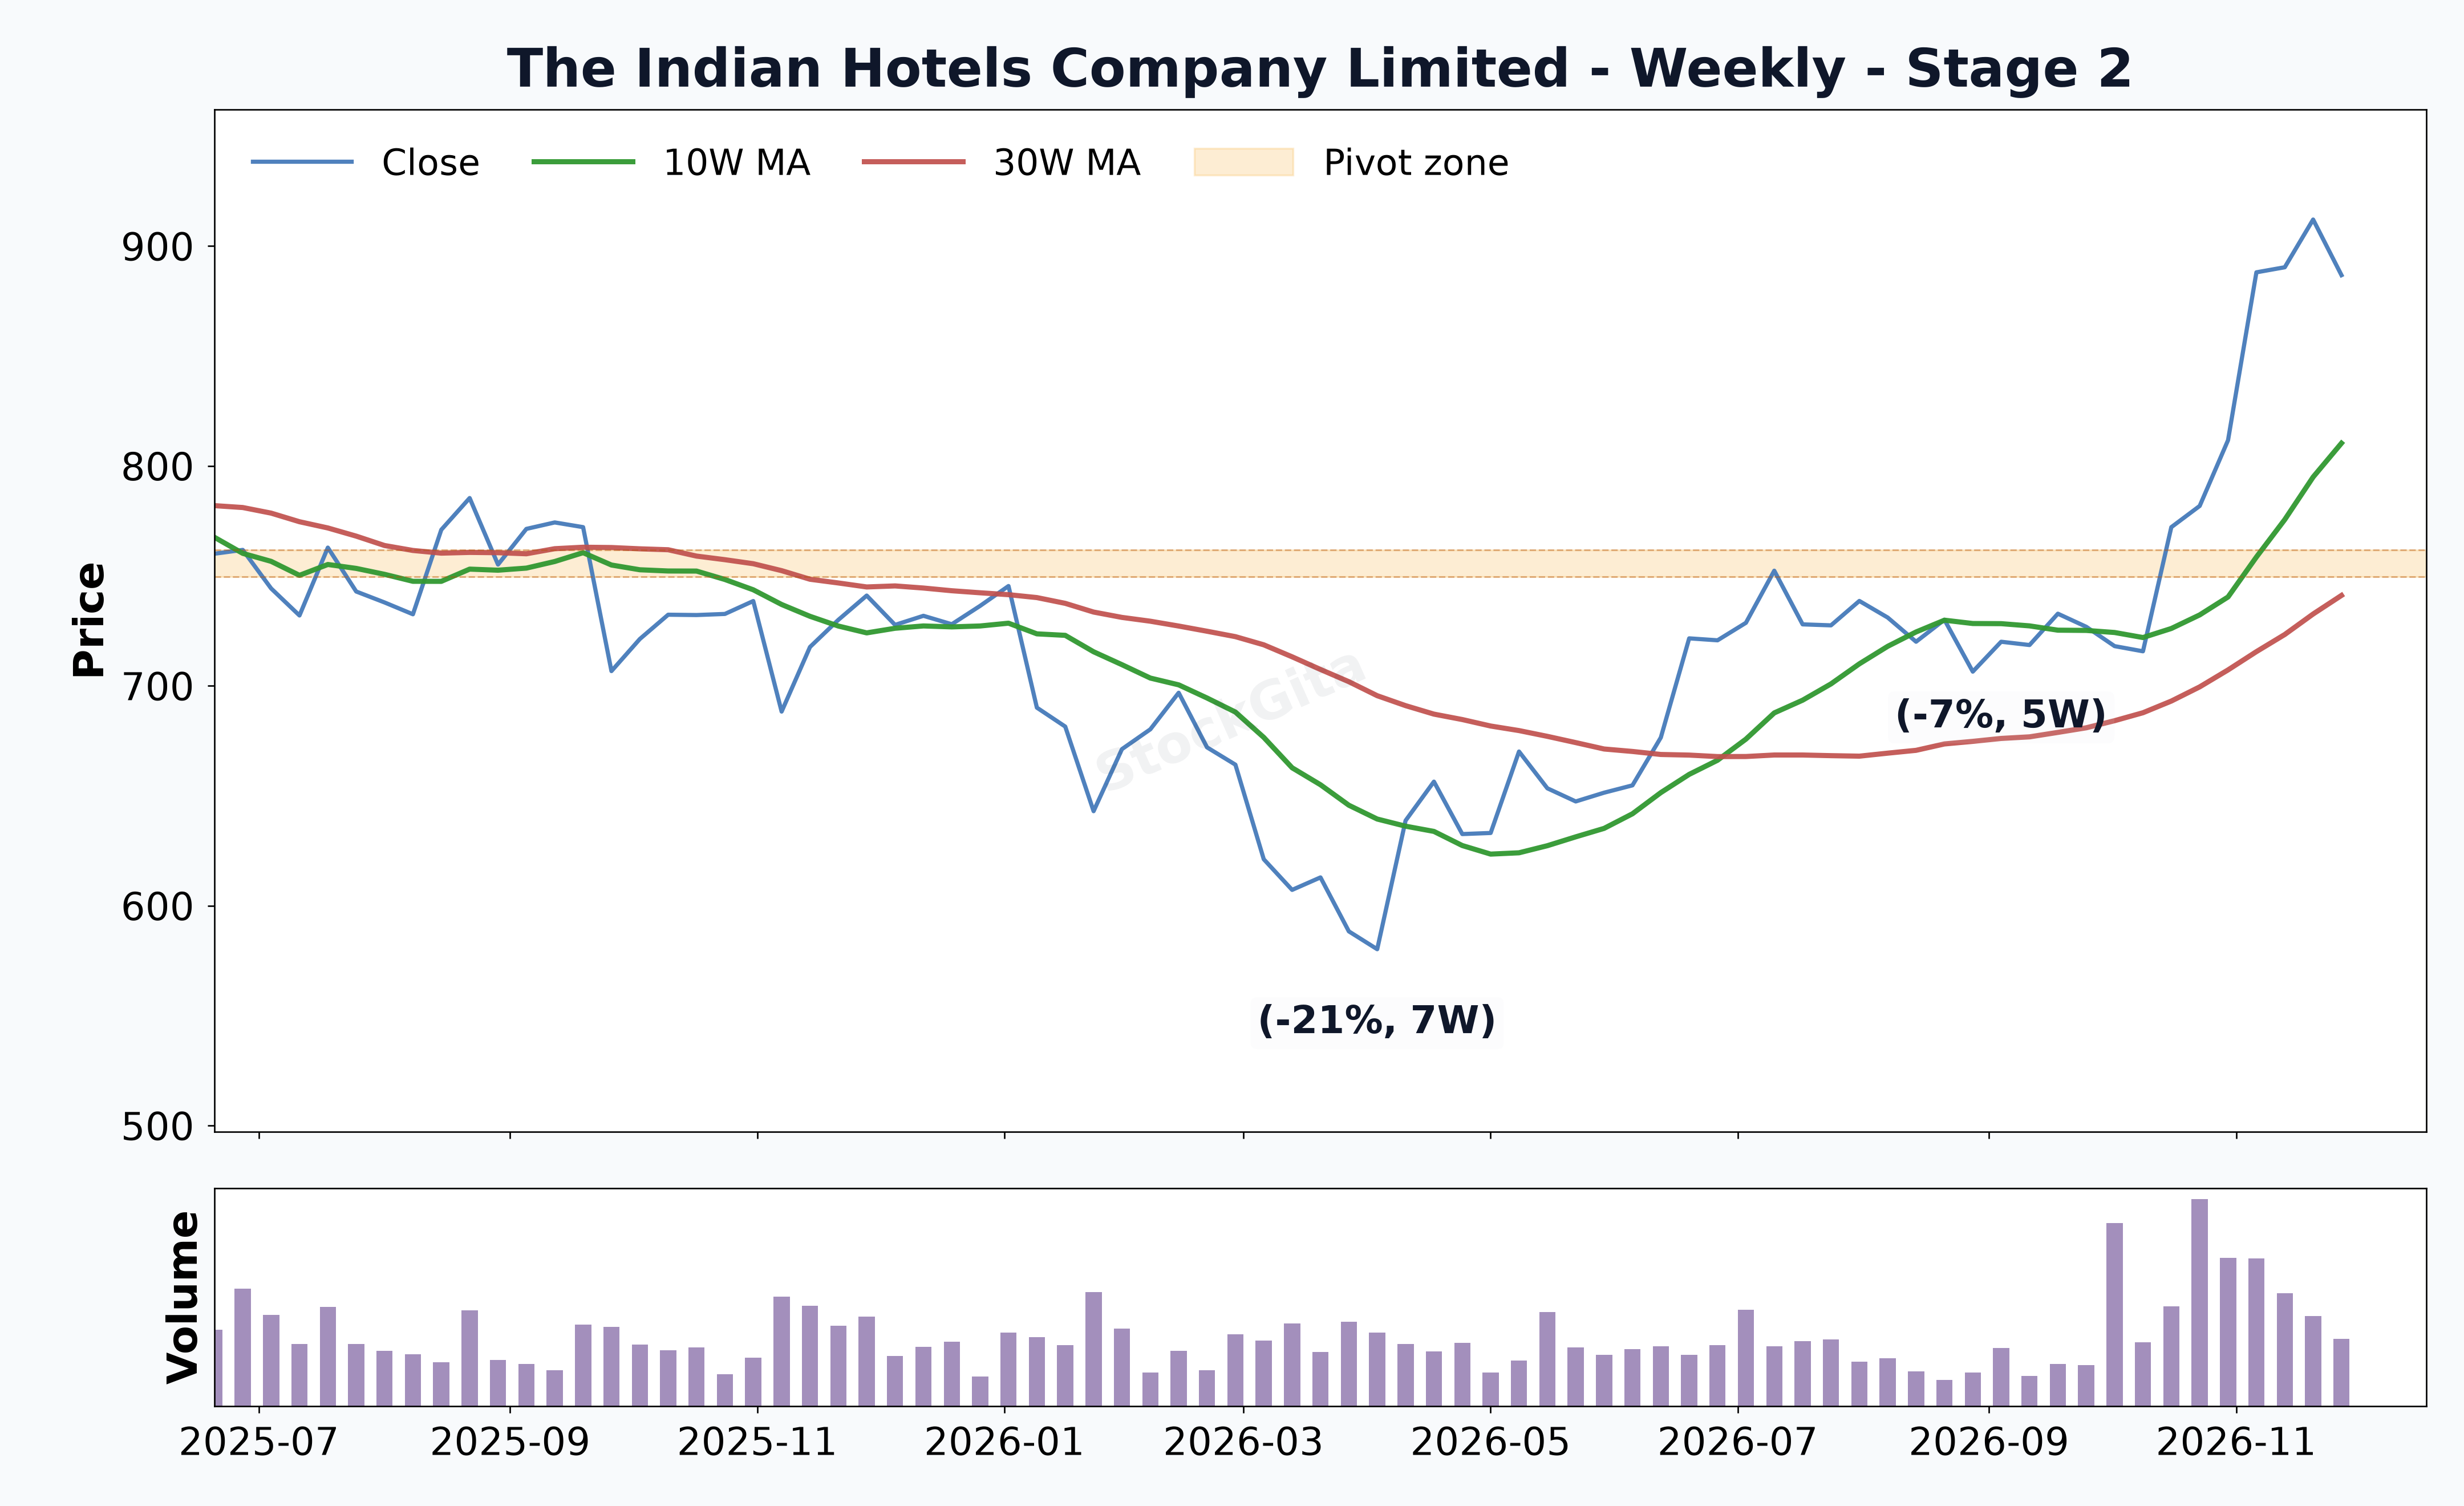 The Indian Hotels Company Limited - Weekly - Stage 2
Close 10W MA 30W MA Pivot zone
900
800
700
600
500
Price
StockGita
(-7%, 5W)
(-21%, 7W)
Volume
2025-07 2025-09 2025-11 2026-01 2026-03 2026-05 2026-07 2026-09 2026-11